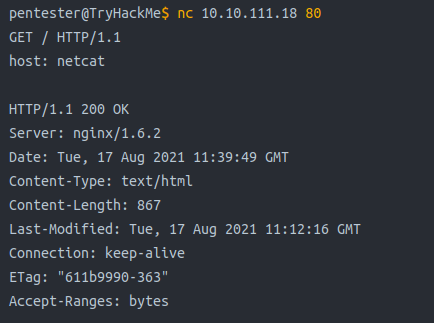 pentester@TryHackMe$ nc 10.10.111.18 80
GET / HTTP/1.1
host: netcat

HTTP/1.1 200 OK
Server: nginx/1.6.2
Date: Tue, 17 Aug 2021 11:39:49 GMT
Content-Type: text/html
Content-Length: 867
Last-Modified: Tue, 17 Aug 2021 11:12:16 GMT
Connection: keep-alive
ETag: "611b9990-363"
Accept-Ranges: bytes